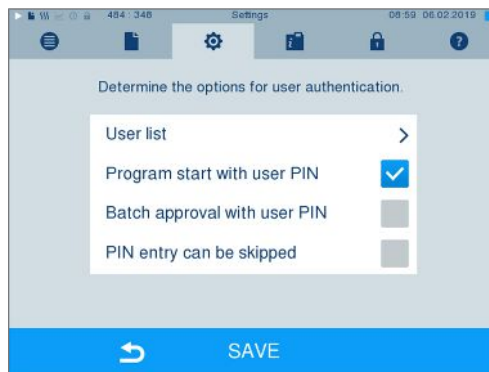 484 : 348 Settings 08:59 06.02.2019
Determine the options for user authentication.
User list
Program start with user PIN
Batch approval with user PIN
PIN entry can be skipped
SAVE